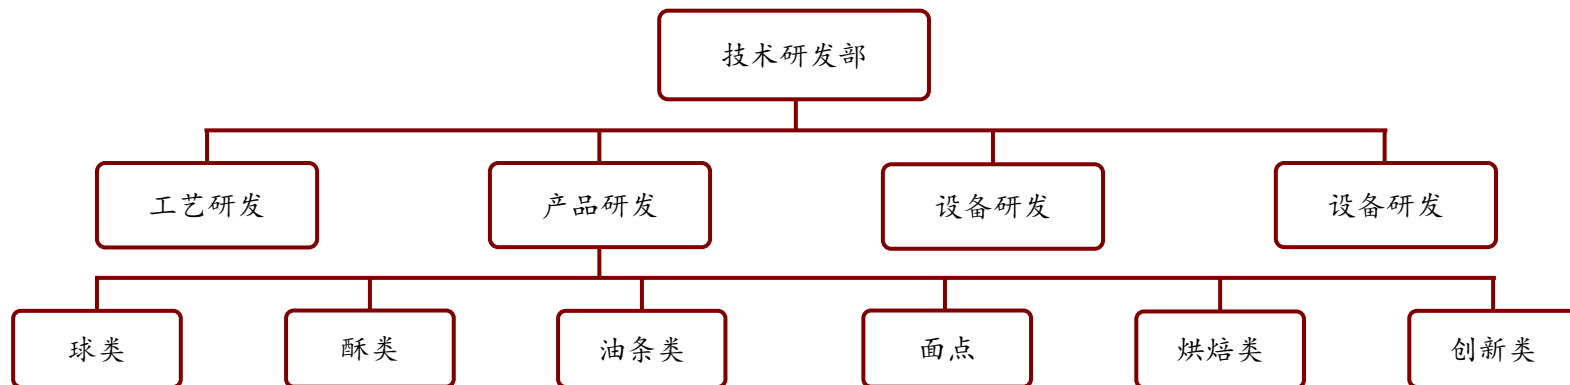 技术研发部
工艺研发
产品研发
设备研发
设备研发
球类
酥类
油条类
面点
烘焙类
创新类